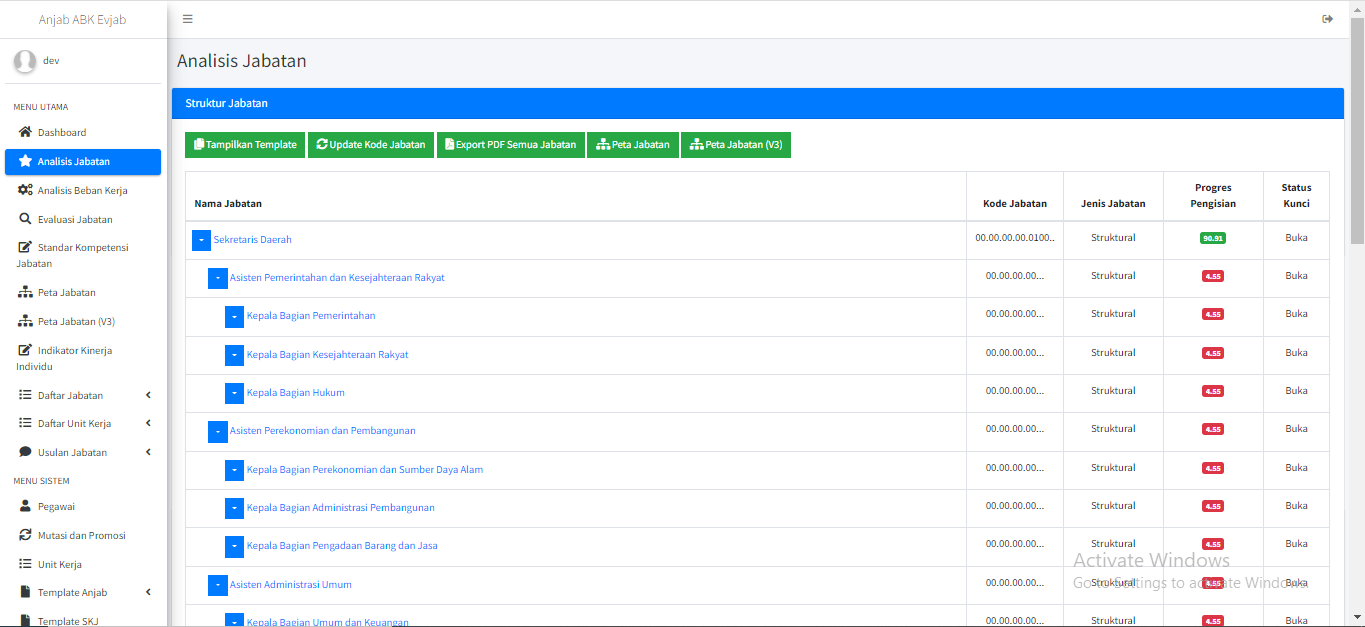 Anjab ABK Evjab
dev
MENU UTAMA
Dashboard
Analisis Jabatan
Analisis Beban Kerja
Evaluasi Jabatan
Standar Kompetensi
Jabatan
Peta Jabatan
Peta Jabatan (V3)
Indikator Kinerja
Individu
Daftar Jabatan
Daftar Unit Kerja
Usulan Jabatan
MENU SISTEM
Pegawai
Mutasi dan Promosi
Unit Kerja
Template Anjab
Template SKJ
Analisis Jabatan
Struktur Jabatan
Tampilkan Template Update Kode Jabatan Export PDF Semua Jabatan Peta Jabatan Peta Jabatan (V3)
Nama Jabatan Kode Jabatan Jenis Jabatan Progres Pengisian Status Kunci
Sekretaris Daerah 00.00.00.00.0100.. Struktural 90.91 Buka
Asisten Pemerintahan dan Kesejahteraan Rakyat 00.00.00.00... Struktural 4.55 Buka
Kepala Bagian Pemerintahan 00.00.00.00... Struktural 4.55 Buka
Kepala Bagian Kesejahteraan Rakyat 00.00.00.00... Struktural 4.55 Buka
Kepala Bagian Hukum 00.00.00.00... Struktural 4.55 Buka
Asisten Perekonomian dan Pembangunan 00.00.00.00... Struktural 4.55 Buka
Kepala Bagian Perekonomian dan Sumber Daya Alam 00.00.00.00... Struktural 4.55 Buka
Kepala Bagian Administrasi Pembangunan 00.00.00.00... Struktural 4.55 Buka
Kepala Bagian Pengadaan Barang dan Jasa 00.00.00.00... Struktural 4.55 Buka
Asisten Administrasi Umum 00.00.00.00... Struktural 4.55 Buka
Kepala Bagian Umum dan Keuangan 00.00.00.00... Struktural 4.55 Buka
Activate Windows
Go to Settings to activate Windows.